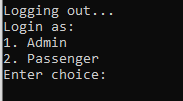 Logging out...
Login as:
1. Admin
2. Passenger
Enter choice: